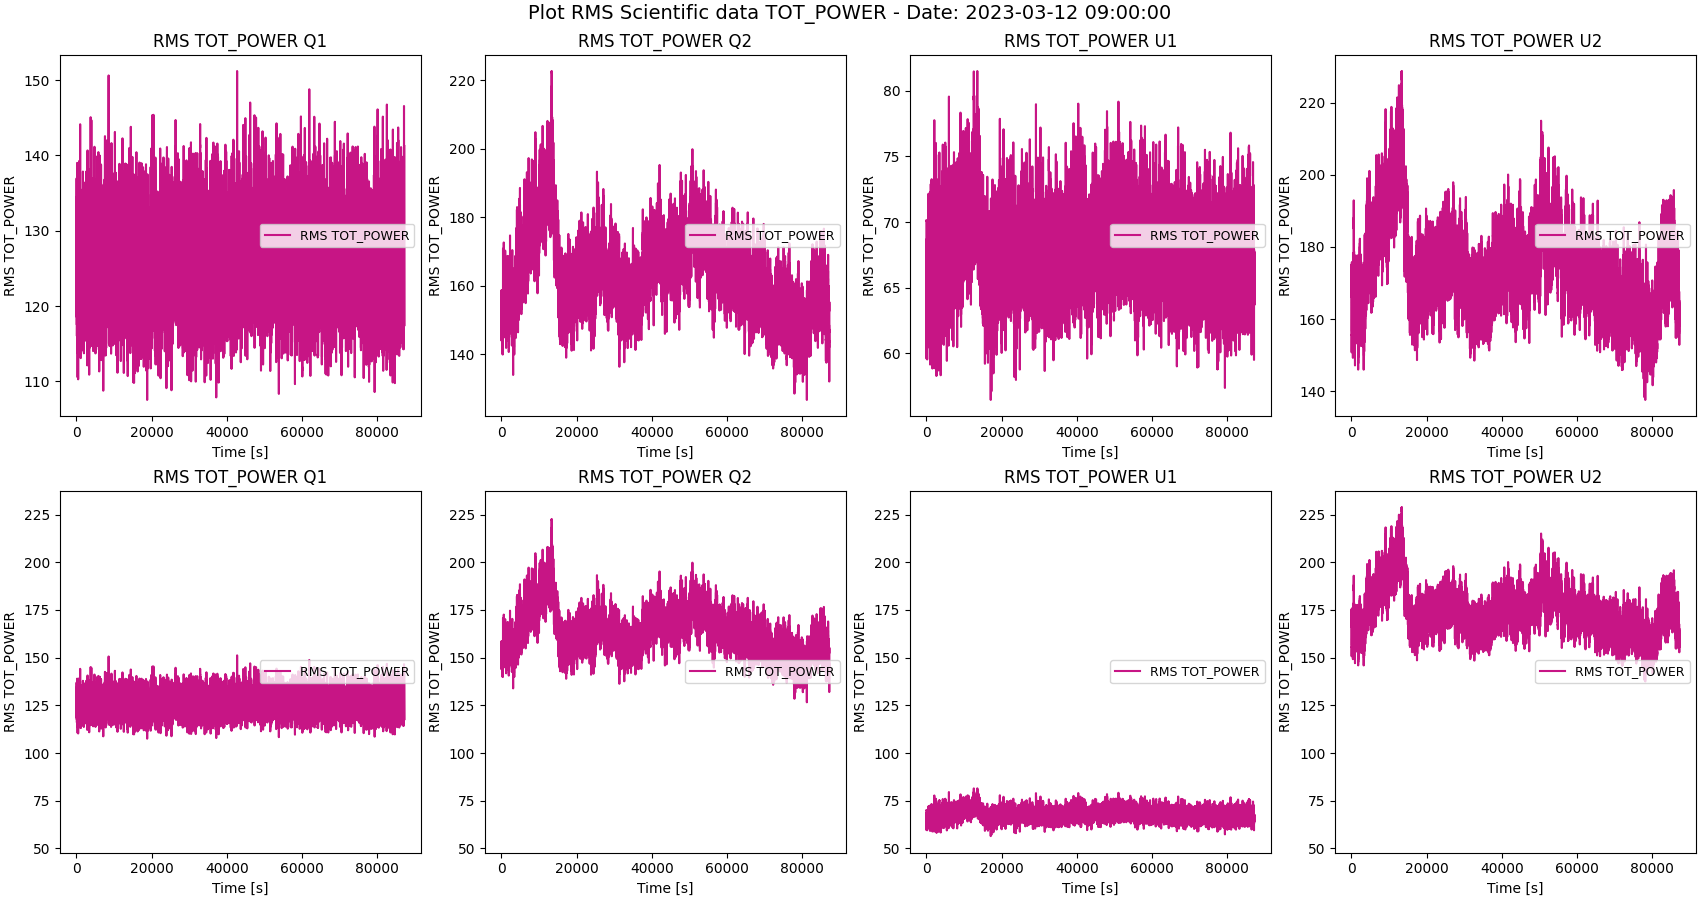 Plot RMS Scientific data TOT_POWER - Date: 2023-03-12 09:00:00
RMS TOT_POWER Q1
RMS TOT_POWER
150
140
130
120
110
RMS TOT_POWER
0 20000 40000 60000 80000
Time [s]
RMS TOT_POWER Q2
RMS TOT_POWER
220
200
180
160
140
RMS TOT_POWER
0 20000 40000 60000 80000
Time [s]
RMS TOT_POWER U1
RMS TOT_POWER
80
75
70
65
60
RMS TOT_POWER
0 20000 40000 60000 80000
Time [s]
RMS TOT_POWER U2
RMS TOT_POWER
220
200
180
160
140
RMS TOT_POWER
0 20000 40000 60000 80000
Time [s]
RMS TOT_POWER Q1
RMS TOT_POWER
225
200
175
150
125
100
75
50
RMS TOT_POWER
0 20000 40000 60000 80000
Time [s]
RMS TOT_POWER Q2
RMS TOT_POWER
225
200
175
150
125
100
75
50
RMS TOT_POWER
0 20000 40000 60000 80000
Time [s]
RMS TOT_POWER U1
RMS TOT_POWER
225
200
175
150
125
100
75
50
RMS TOT_POWER
0 20000 40000 60000 80000
Time [s]
RMS TOT_POWER U2
RMS TOT_POWER
225
200
175
150
125
100
75
50
RMS TOT_POWER
0 20000 40000 60000 80000
Time [s]